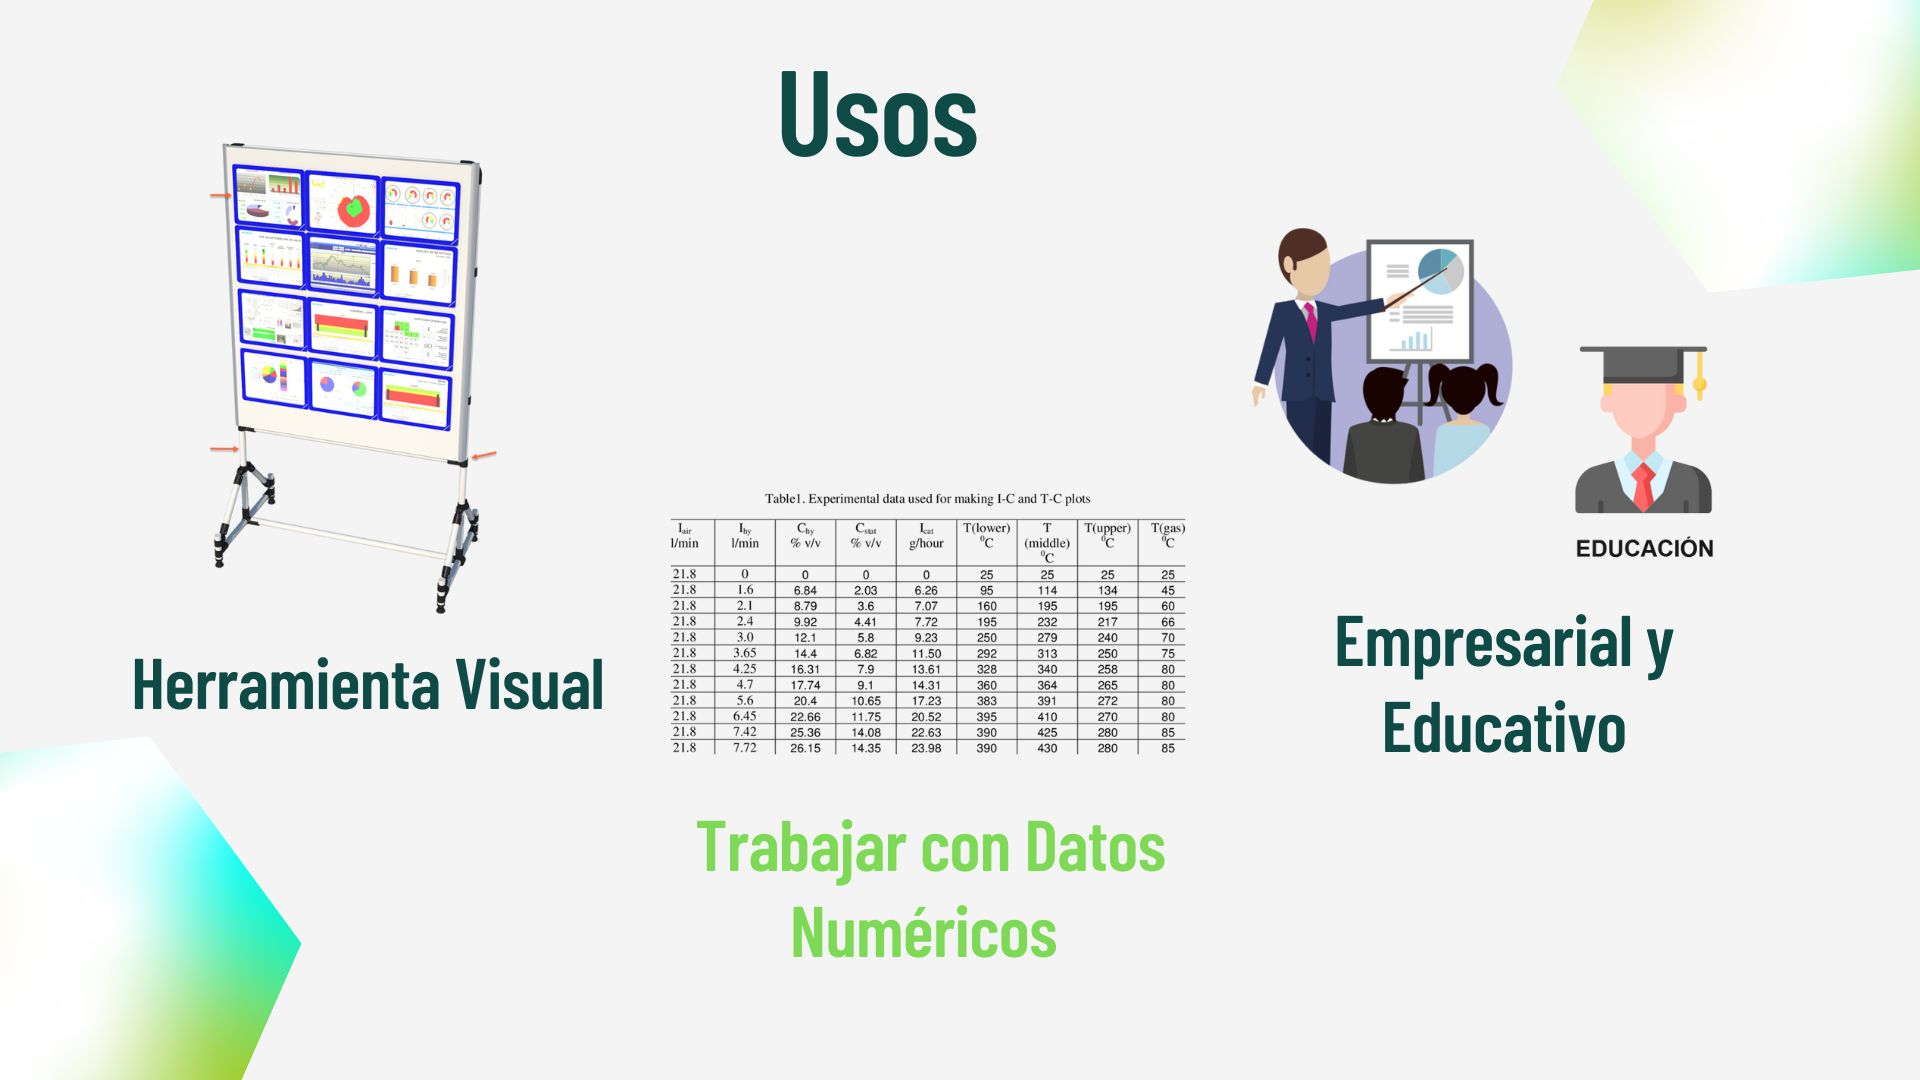 Usos
Herramienta Visual
Table1. Experimental data used for making I-C and T-C plots
Iair Ihy Chy Cstat Icat T(lower) T T(upper) T(gas)
l/min l/min % v/v % v/v g/hour ⁰C (middle) ⁰C ⁰C
⁰C
21.8 0 0 0 0 25 25 25 25
21.8 1.6 6.84 2.03 6.26 95 114 134 45
21.8 2.1 8.79 3.6 7.07 160 195 195 60
21.8 2.4 9.92 4.41 7.72 195 232 217 66
21.8 3.0 12.1 5.8 9.23 250 279 240 70
21.8 3.65 14.4 6.82 11.50 292 313 250 75
21.8 4.25 16.31 7.9 13.61 328 340 258 80
21.8 4.7 17.74 9.1 14.31 360 364 265 80
21.8 5.6 20.4 10.65 17.23 383 391 272 80
21.8 6.45 22.66 11.75 20.52 395 410 270 80
21.8 7.42 25.36 14.08 22.63 390 425 280 85
21.8 7.72 26.15 14.35 23.98 390 430 280 85
Trabajar con Datos
Numéricos
EDUCACIÓN
Empresarial y
Educativo